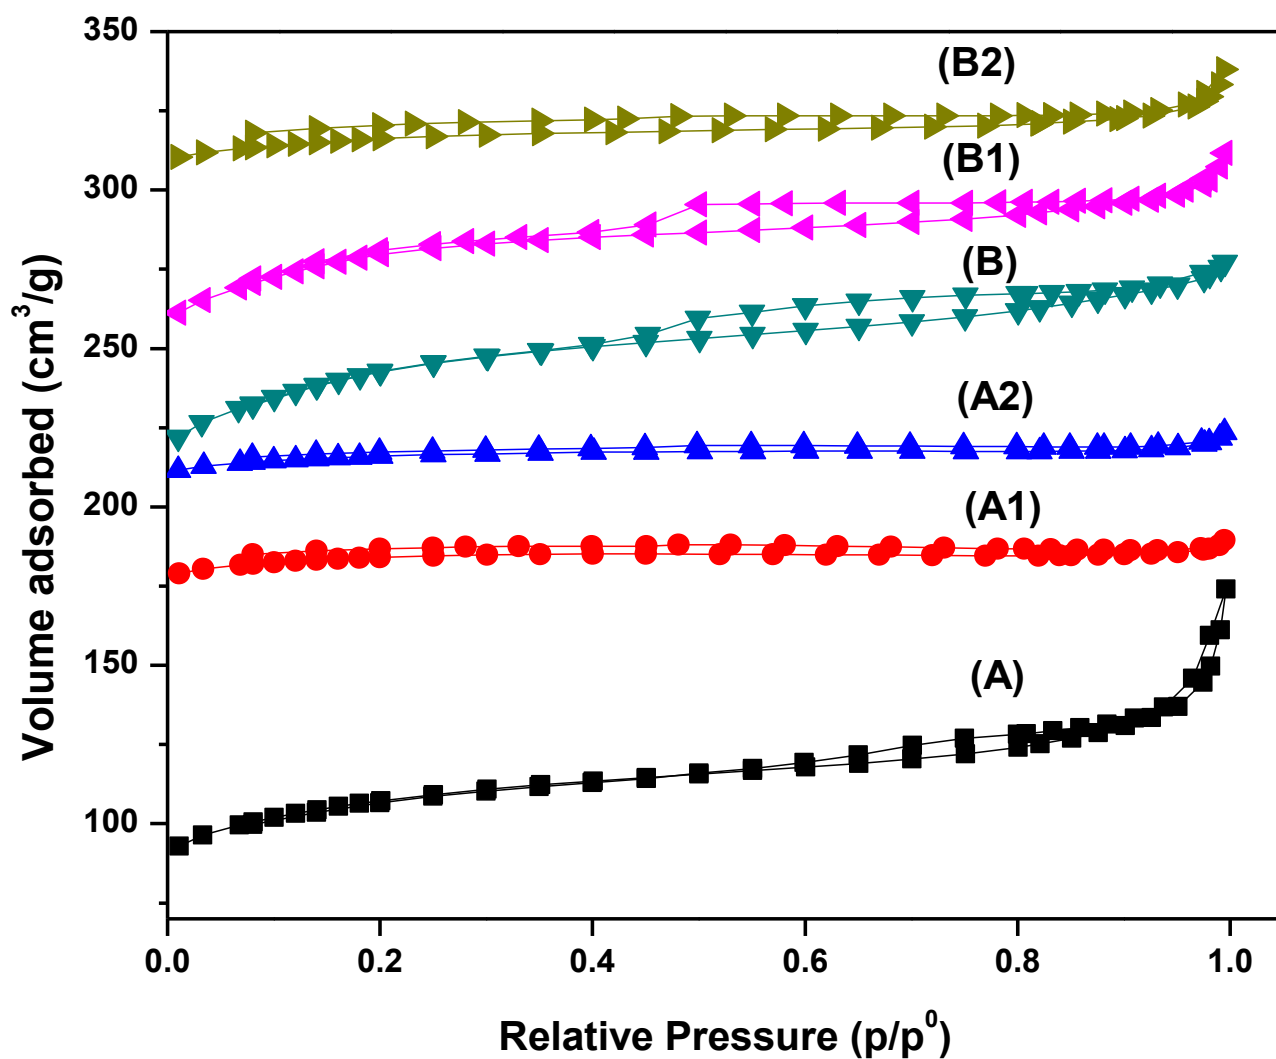 350
300
250
200
150
100
Volume adsorbed (cm³/g)
(B2)
(B1)
(B)
(A2)
(A1)
(A)
0.0 0.2 0.4 0.6 0.8 1.0
Relative Pressure (p/p⁰)